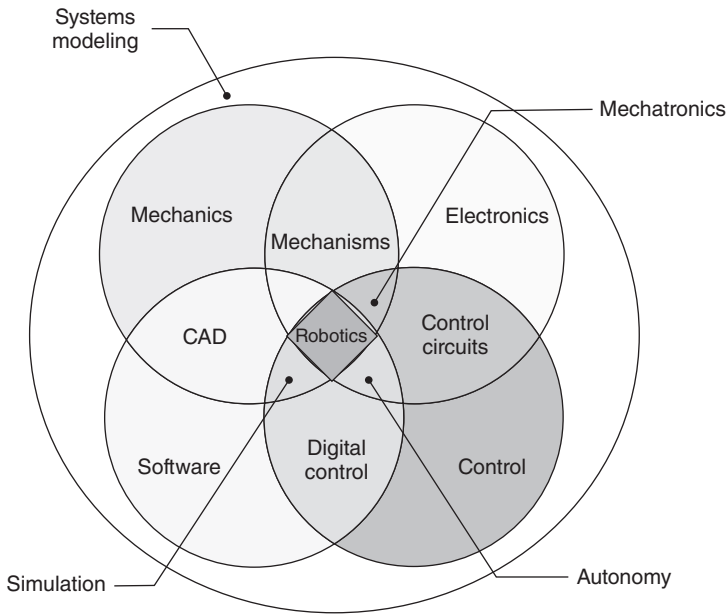 Systems
modeling
Mechatronics
Mechanics
Electronics
Mechanisms
CAD
Robotics
Control
circuits
Software
Digital
control
Control
Simulation
Autonomy